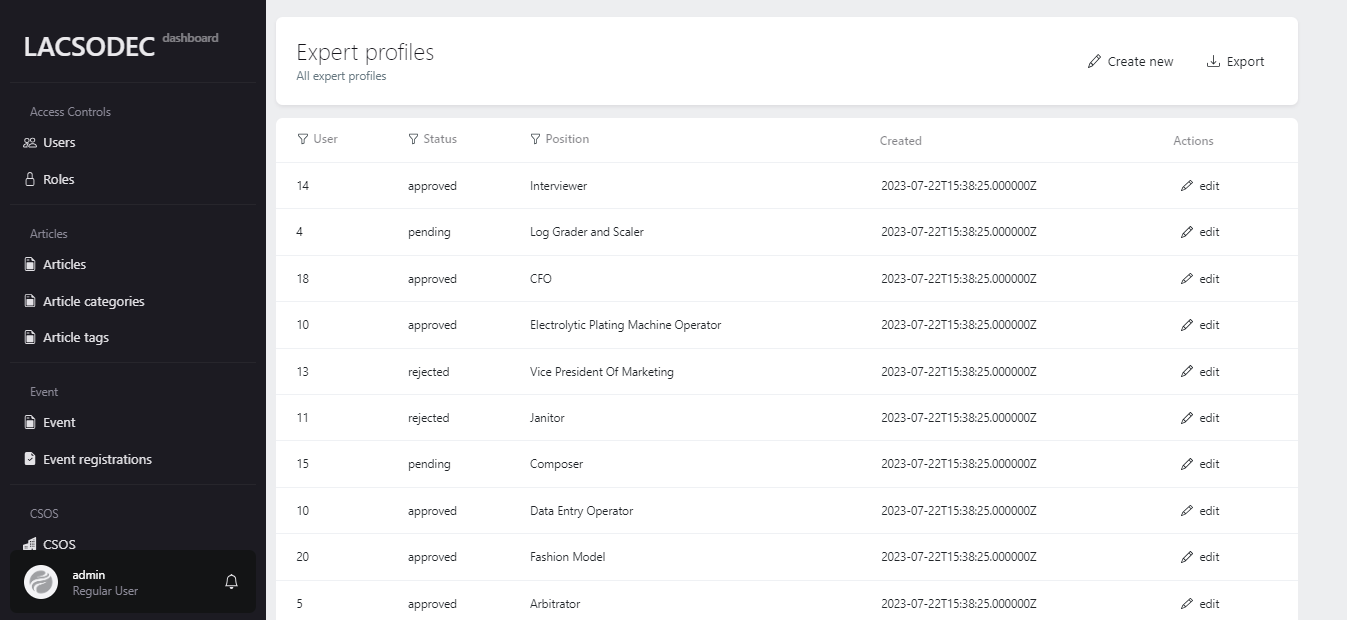 LACSODEC dashboard
Access Controls
Users
Roles
Articles
Articles
Article categories
Article tags
Event
Event
Event registrations
CSOS
CSOS
admin
Regular User
Expert profiles
All expert profiles
Create new Export
User Status Position Created Actions
14 approved Interviewer 2023-07-22T15:38:25.000000Z edit
4 pending Log Grader and Scaler 2023-07-22T15:38:25.000000Z edit
18 approved CFO 2023-07-22T15:38:25.000000Z edit
10 approved Electrolytic Plating Machine Operator 2023-07-22T15:38:25.000000Z edit
13 rejected Vice President Of Marketing 2023-07-22T15:38:25.000000Z edit
11 rejected Janitor 2023-07-22T15:38:25.000000Z edit
15 pending Composer 2023-07-22T15:38:25.000000Z edit
10 approved Data Entry Operator 2023-07-22T15:38:25.000000Z edit
20 approved Fashion Model 2023-07-22T15:38:25.000000Z edit
5 approved Arbitrator 2023-07-22T15:38:25.000000Z edit